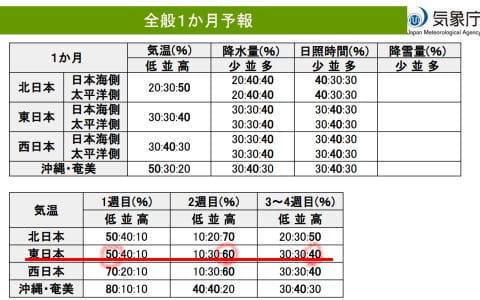 全般1か月予報
気象庁
Japan Meteorological Agency
1か月 気温(%) 降水量(%) 日照時間(%) 降雪量(%)
低 並 高 少 並 多 少 並 多 少 並 多
北日本 日本海側 20:30:50 20:40:40 40:30:30
太平洋側 20:40:40 40:30:30
東日本 日本海側 30:30:40 30:30:40 30:40:30
太平洋側 30:30:40 30:40:30
西日本 日本海側 30:40:30 30:30:40 30:40:30
太平洋側 30:30:40 30:40:30
沖縄・奄美 50:30:20 30:30:40 30:40:30
気温 1週目(%) 2週目(%) 3〜4週目(%)
低 並 高 低 並 高 低 並 高
北日本 50:40:10 10:20:70 20:30:50
東日本 50:40:10 10:30:60 30:30:40
西日本 70:20:10 10:30:60 30:30:40
沖縄・奄美 80:10:10 40:40:20 30:30:40